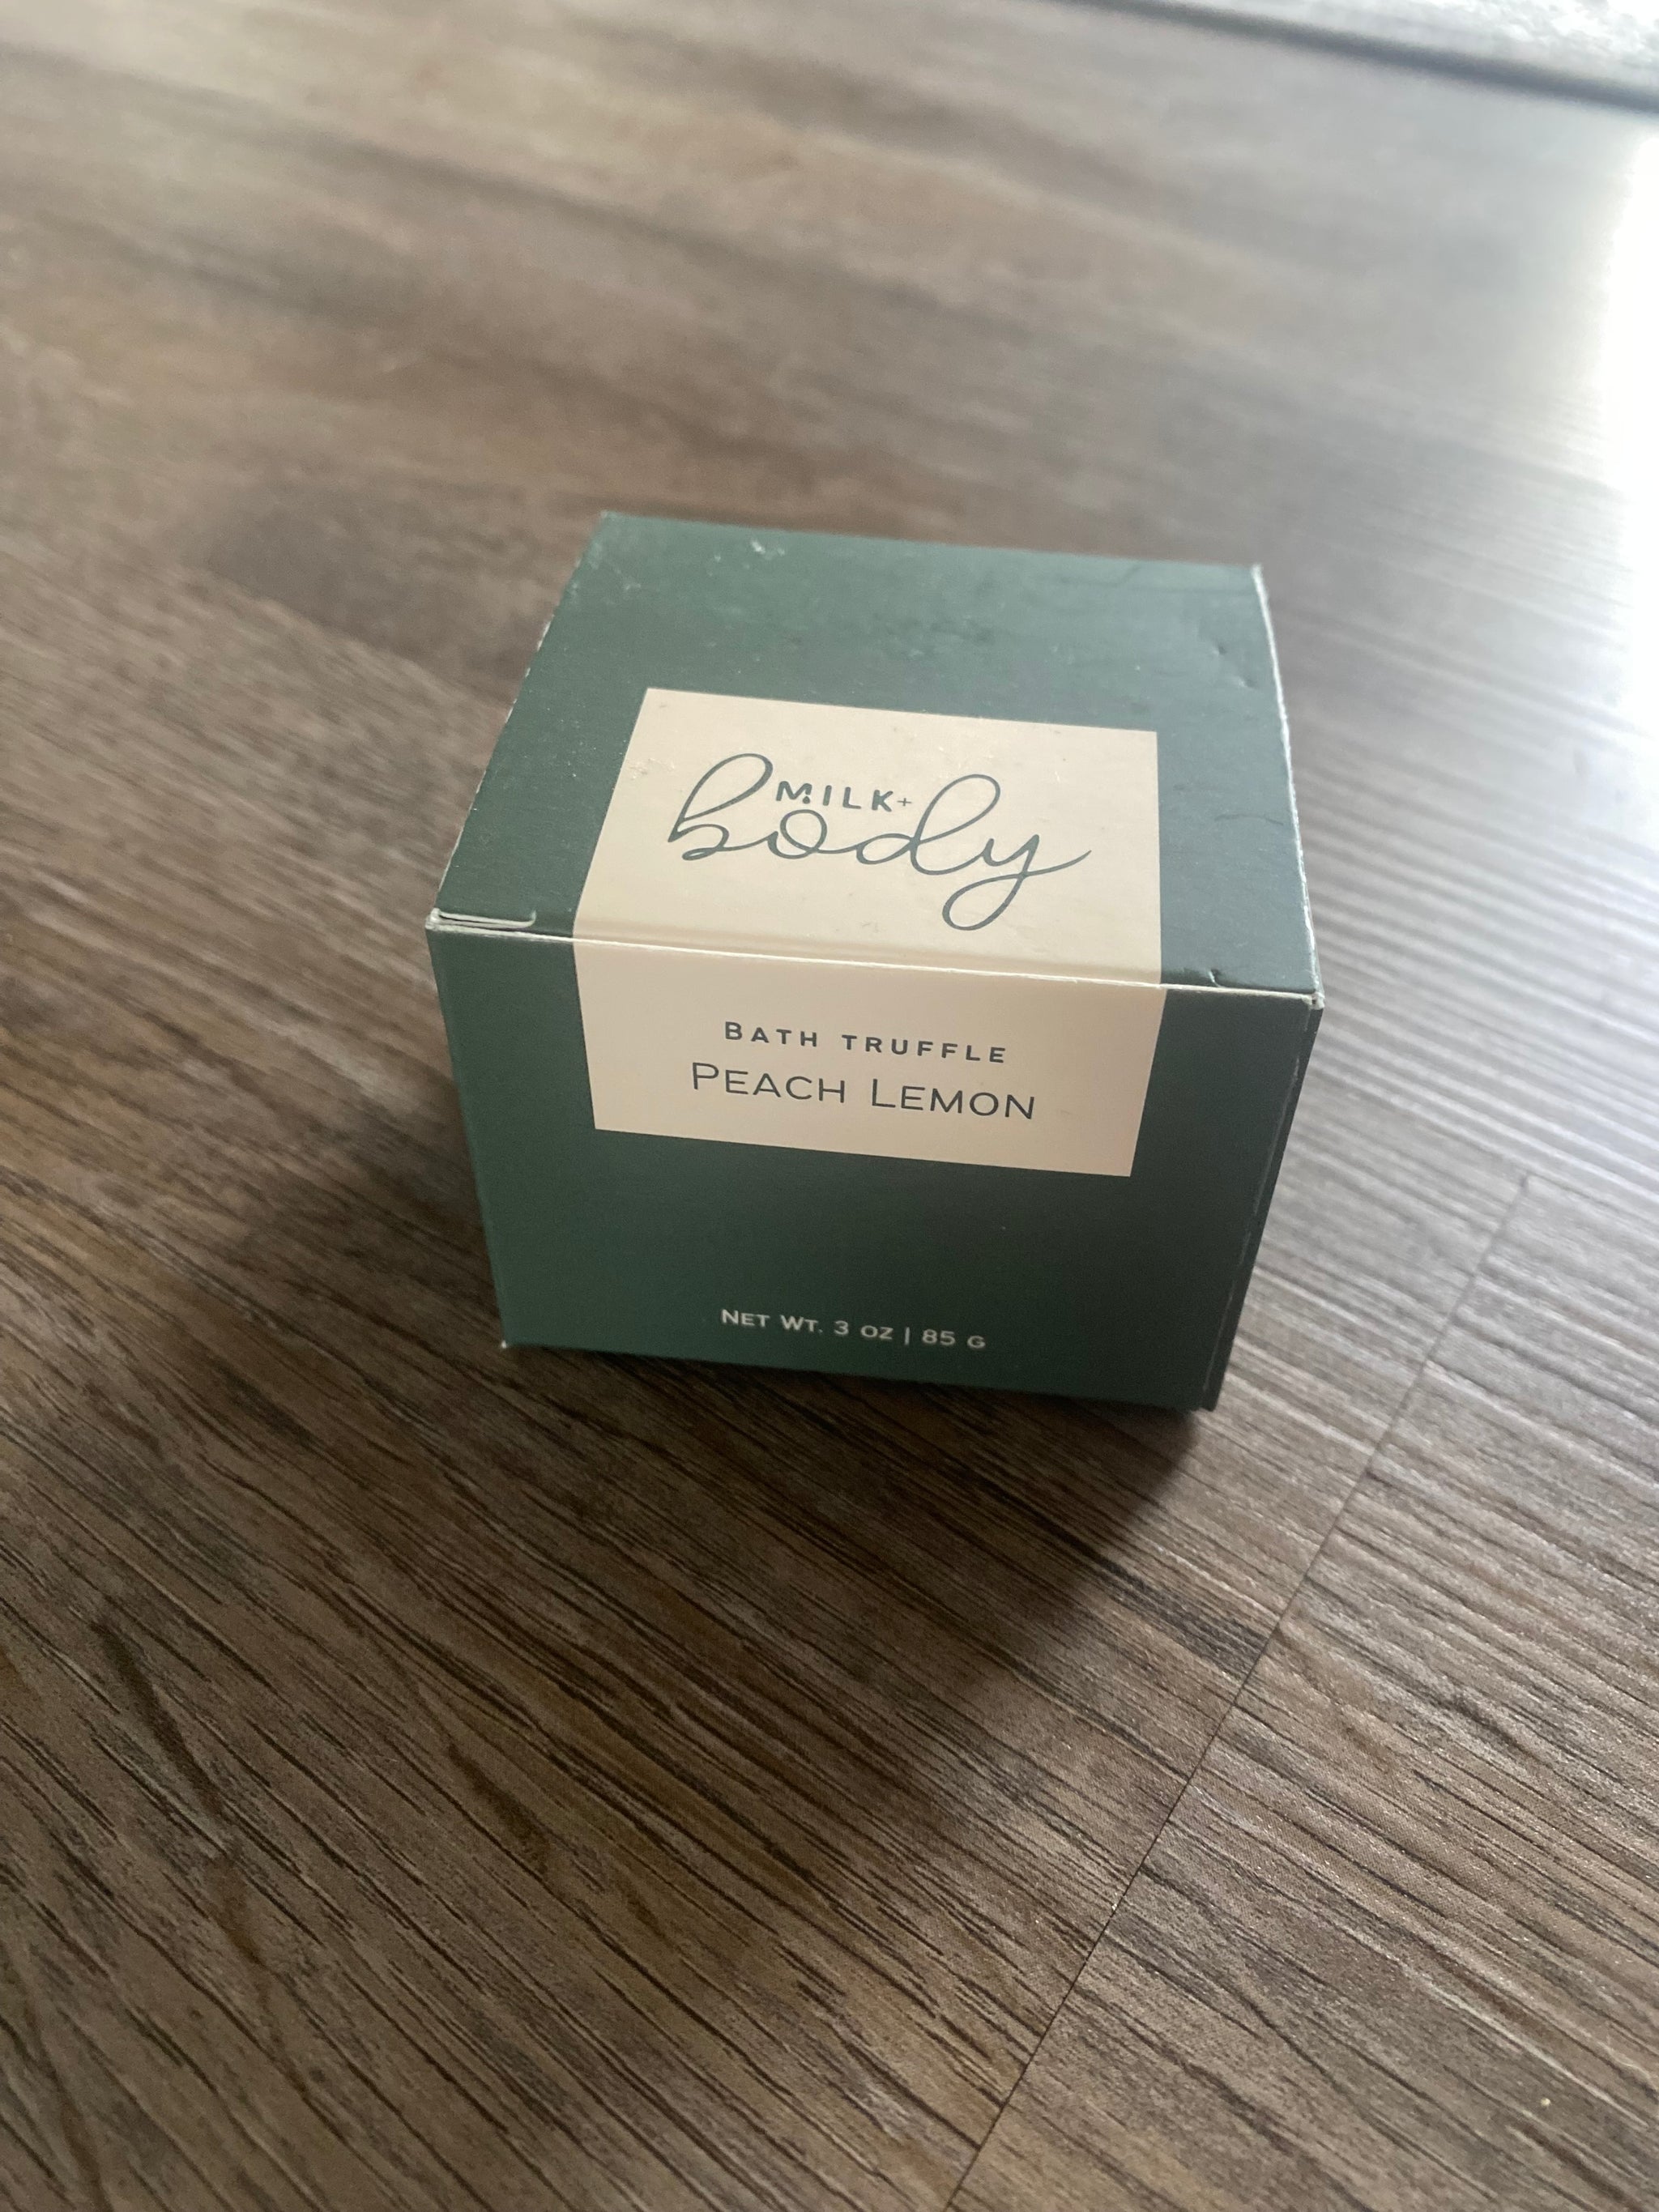 MILK+
body
BATH TRUFFLE
PEACH LEMON
NET WT. 3 OZ | 85 G